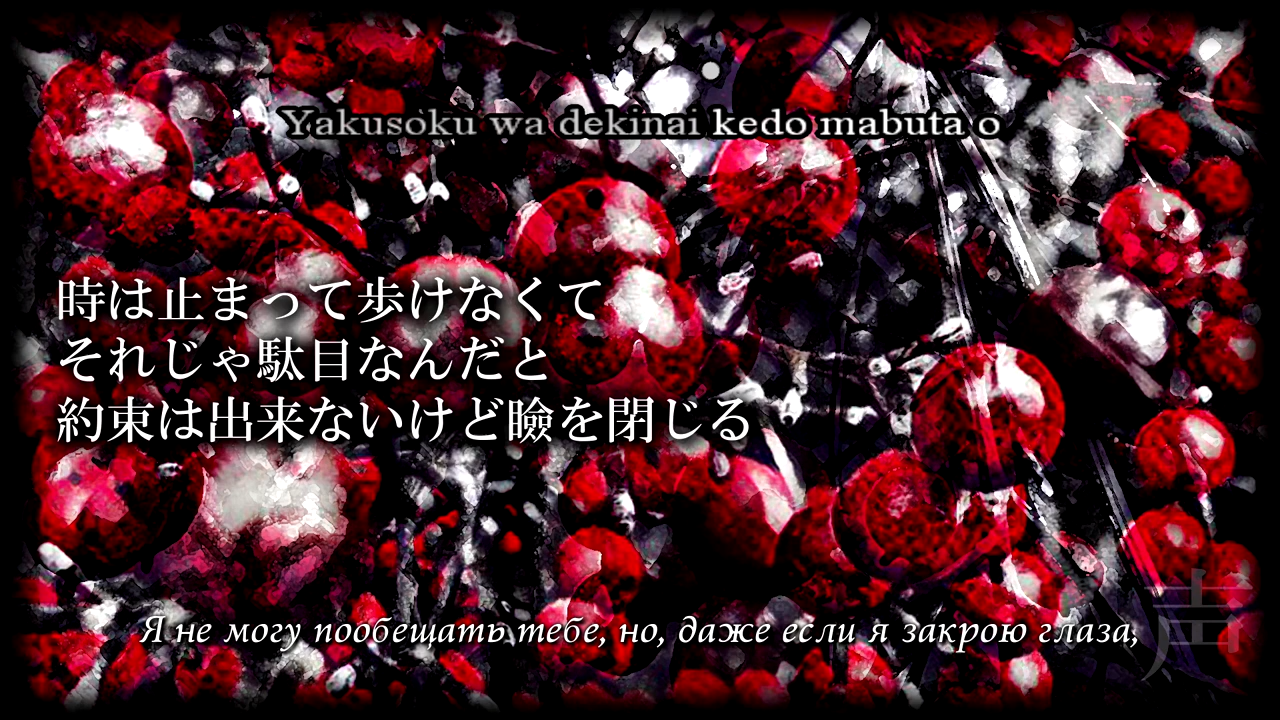 Yakusoku wa dekinai kedo mabuta o
時は止まって歩けなくて
それじゃ駄目なんだと
約束は出来ないけど瞼を閉じる
Я не могу пообещать тебе, но, даже если я закрою глаза,
声